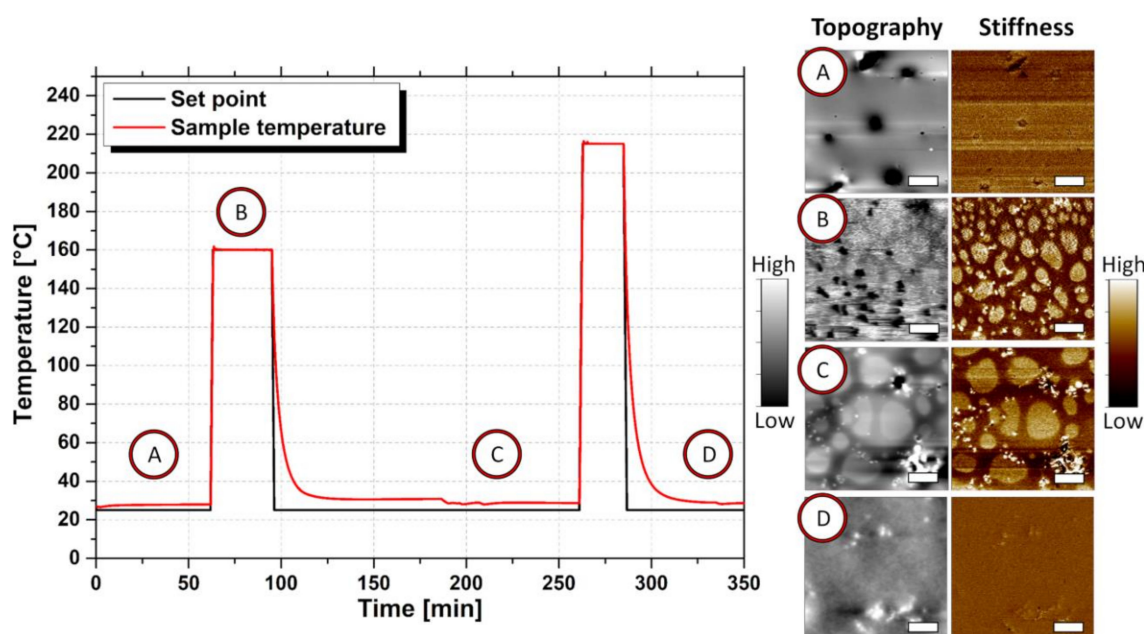 Topography Stiffness
Set point
Sample temperature
Temperature [°C]
240
220
200
180
160
140
120
100
80
60
40
20
0
0 50 100 150 200 250 300 350
Time [min]
A
B
C
D
A
B
C
D
High
Low
High
Low